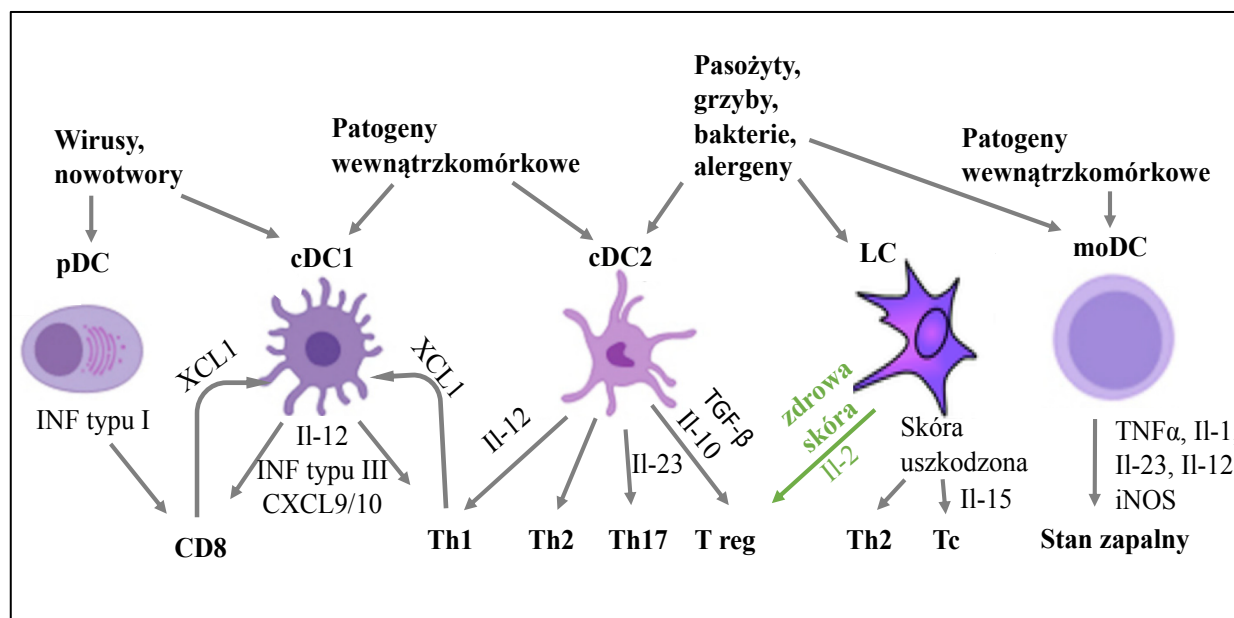 Wirusy,
nowotwory
Patogeny
wewnątrzkomórkowe
Pasożyty,
grzyby,
bakterie,
alergeny
Patogeny
wewnątrzkomórkowe
pDC
cDC1
cDC2
LC
moDC
INF typu I
XCL1
XCL1
Il-12
INF typu III
CXCL9/10
Il-12
Il-23
TGF-β
Il-10
zdrowa
skóra
Il-2
Skóra
uszkodzona
Il-15
TNFα, Il-1
Il-23, Il-12
iNOS
CD8
Th1
Th2
Th17
T reg
Th2
Tc
Stan zapalny